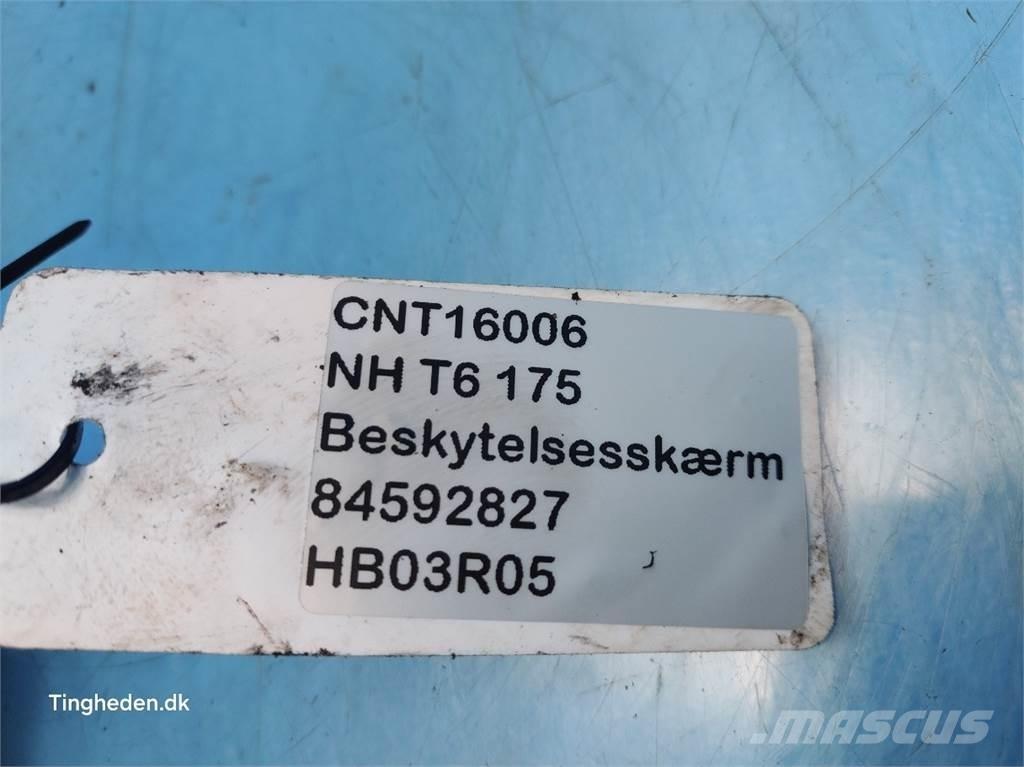 CNT16006
NH T6 175
Beskytelsesskærm
84592827
HB03R05
Tingheden.dk
MASCUS